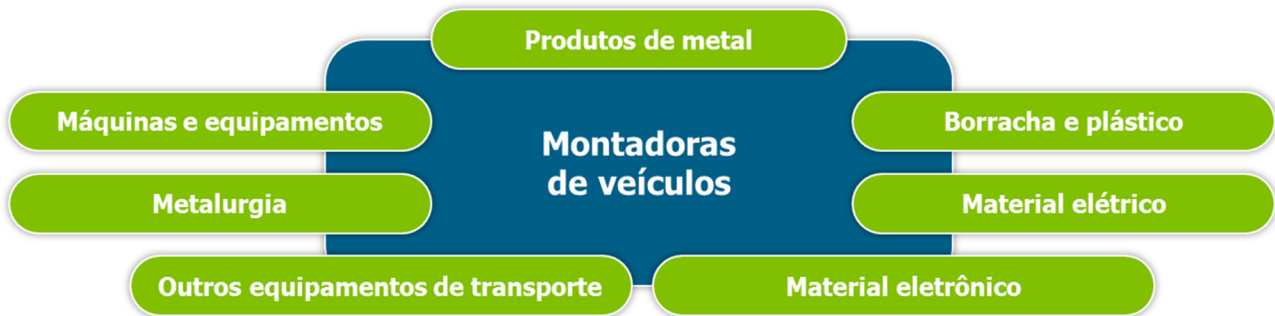 Produtos de metal
Máquinas e equipamentos
Borracha e plástico
Montadoras
de veículos
Metalurgia
Material elétrico
Outros equipamentos de transporte
Material eletrônico